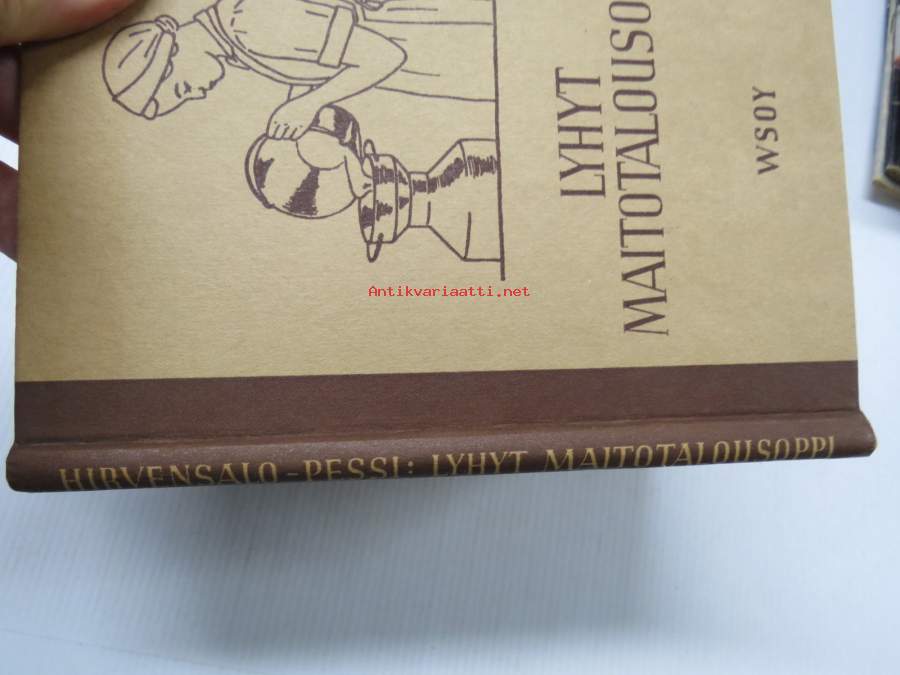 LYHYT
MAITOTALOUSO
WSOY
Antikvariaatti.net
HIRVENSALO-PESSI: LYHYT MAITOTALOUSOPPI